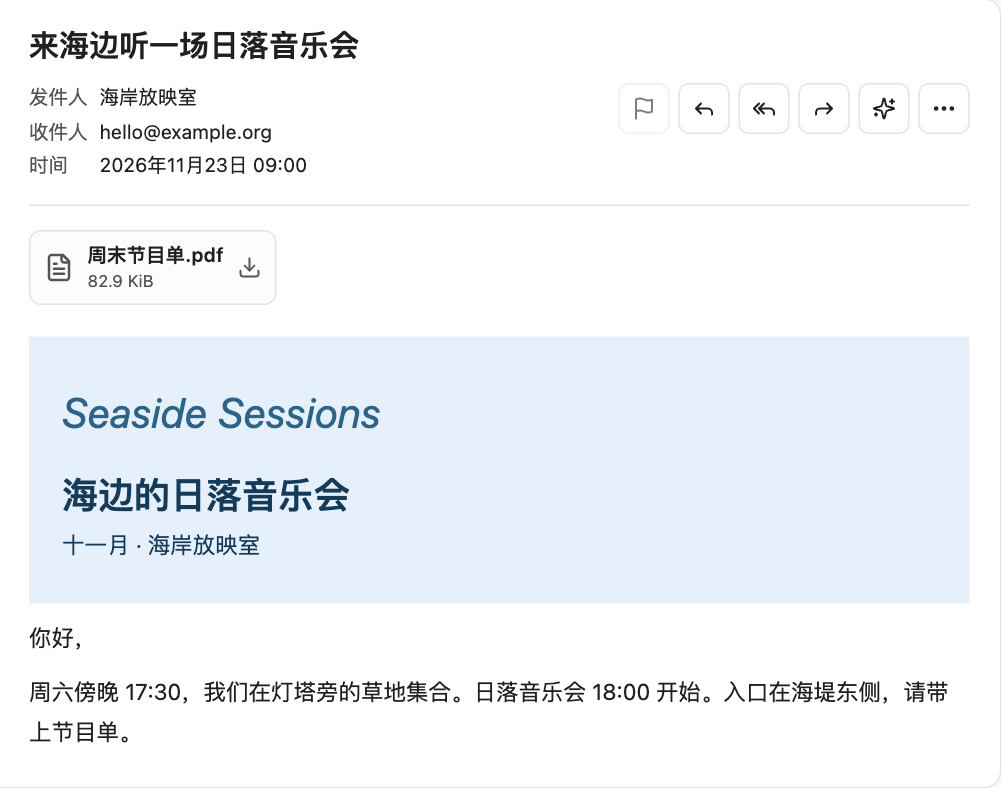 来海边听一场日落音乐会
发件人 海岸放映室
收件人 hello@example.org
时间 2026年11月23日 09:00
周末节目单.pdf
82.9 KiB
Seaside Sessions
海边的日落音乐会
十一月 · 海岸放映室
你好，
周六傍晚 17:30，我们在灯塔旁的草地集合。日落音乐会 18:00 开始。入口在海堤东侧，请带
上节目单。